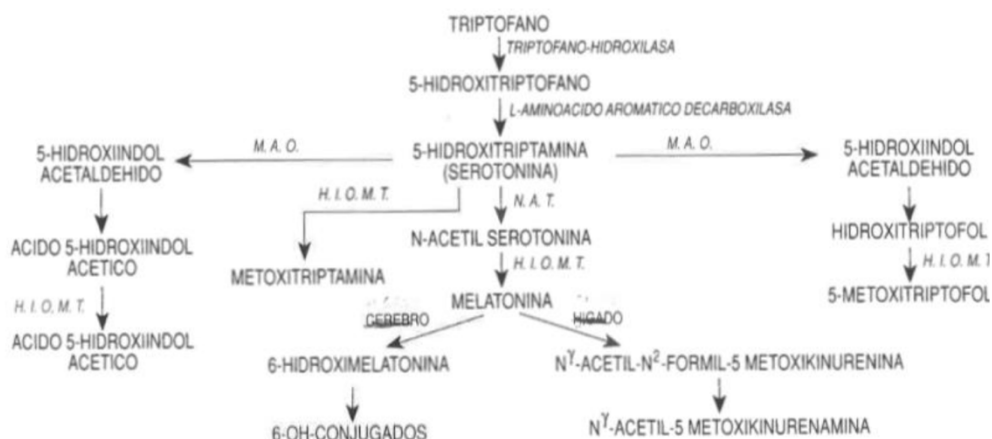 TRIPTOFANO
TRIPTOFANO-HIDROXILASA
5-HIDROXITRIPTOFANO
L-AMINOACIDO AROMATICO DECARBOXILASA
5-HIDROXIINDOL
ACETALDEHIDO
M. A. O.
5-HIDROXITRIPTAMINA
(SEROTONINA)
M. A. O.
5-HIDROXIINDOL
ACETALDEHIDO
H. I. O. M. T.
N. A. T.
ACIDO 5-HIDROXIINDOL
ACETICO
N-ACETIL SEROTONINA
HIDROXITRIPTOFOL
METOXITRIPTAMINA
H. I. O. M. T.
H. I. O. M. T
H. I. O. M. T.
MELATONINA
5-METOXITRIPTOFOL
ACIDO 5-HIDROXIINDOL
ACETICO
CEREBRO
HIGADO
6-HIDROXIMELATONINA
Nγ-ACETIL-N2-FORMIL-5 METOXIKINURENINA
6-OH-CONJUGADOS
Nγ-ACETIL-5 METOXIKINURENAMINA